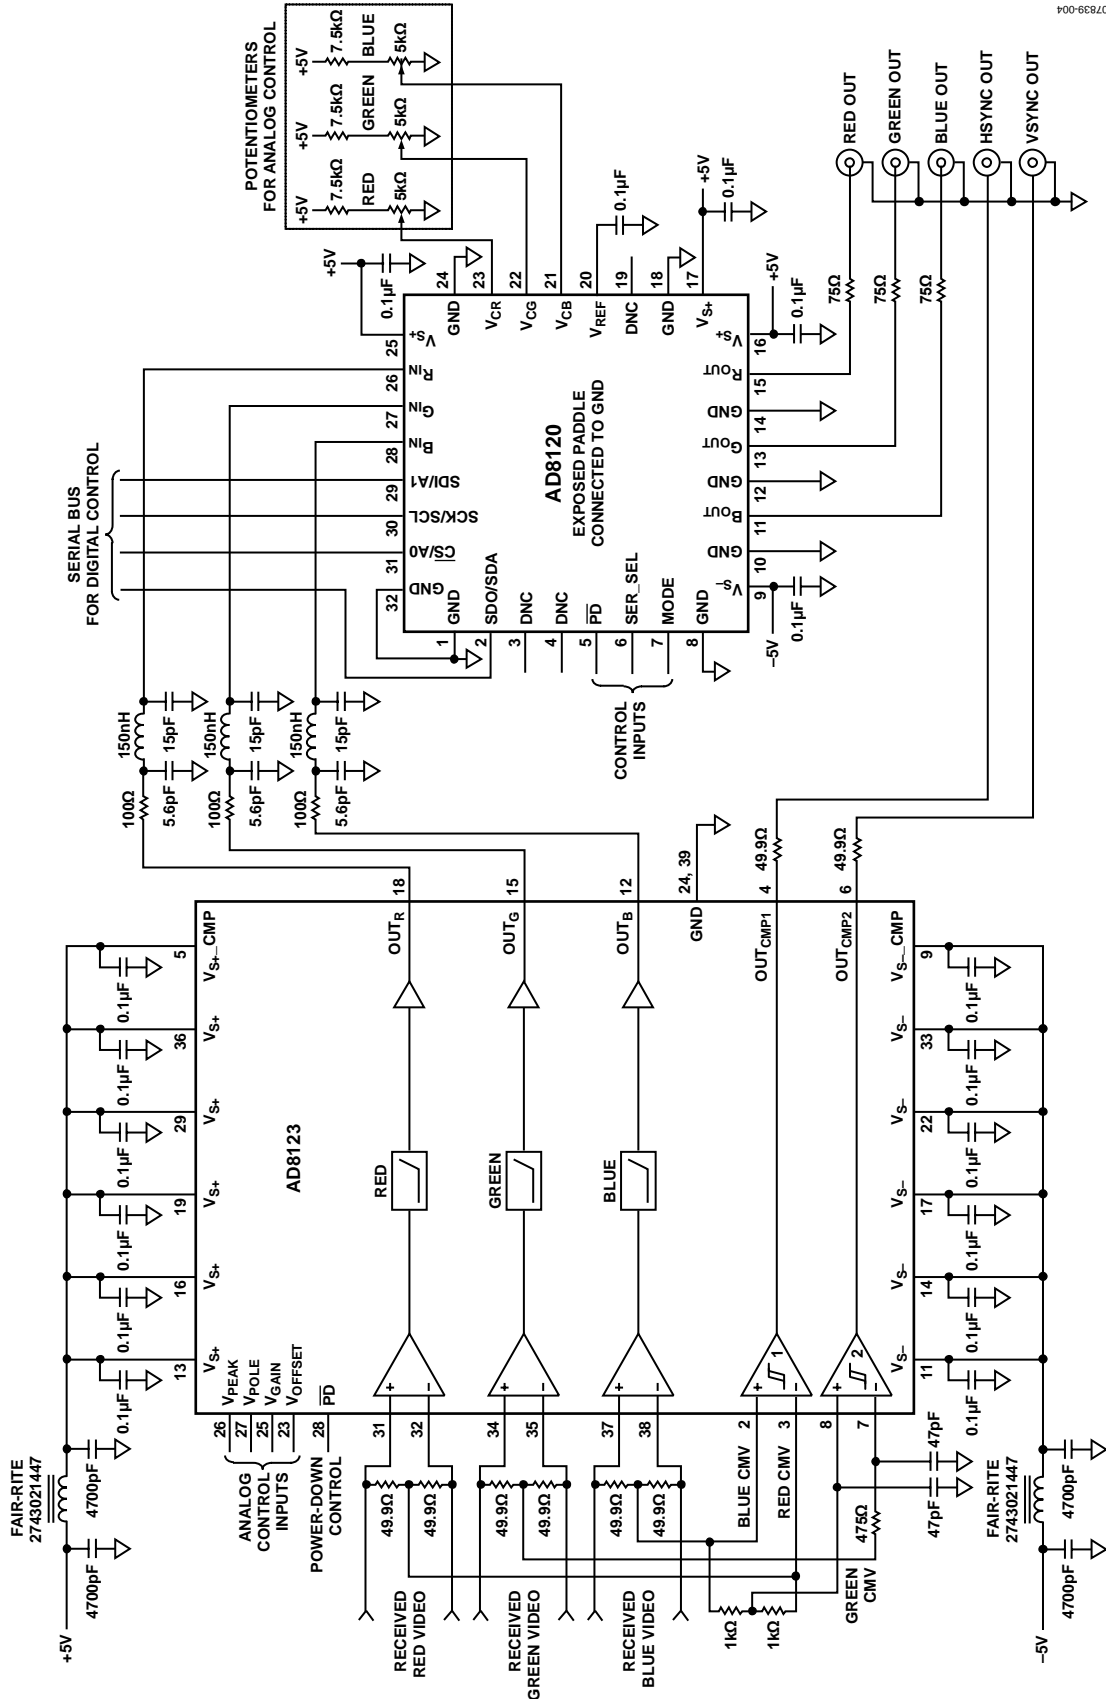 07839-004
POTENTIOMETERS
FOR ANALOG CONTROL
+5V
+5V
+5V
7.5kΩ
7.5kΩ
7.5kΩ
RED
GREEN
BLUE
5kΩ
5kΩ
5kΩ
SERIAL BUS
FOR DIGITAL CONTROL
+5V
0.1µF
24
GND
23
VCR
22
VCG
21
VCB
20
VREF
0.1µF
19
DNC
18
GND
17
VS+
+5V
0.1µF
25
VS+
26
RIN
27
GIN
28
BIN
29
SDI/A1
30
SCK/SCL
31
CS/A0
32
GND
AD8120
EXPOSED PADDLE
CONNECTED TO GND
1
GND
2
SDO/SDA
3
DNC
4
DNC
5
PD
6
SER_SEL
7
MODE
8
GND
CONTROL
INPUTS
VS+
16
+5V
0.1µF
ROUT
15
GND
14
GOUT
13
GND
12
BOUT
11
GND
10
VS–
9
–5V
0.1µF
75Ω
75Ω
75Ω
RED OUT
GREEN OUT
BLUE OUT
HSYNC OUT
VSYNC OUT
100Ω
150nH
5.6pF
15pF
100Ω
150nH
5.6pF
15pF
100Ω
150nH
5.6pF
15pF
FAIR-RITE
2743021447
+5V
4700pF
4700pF
0.1µF
0.1µF
0.1µF
0.1µF
0.1µF
0.1µF
13
VS+
16
VS+
19
VS+
29
VS+
36
VS+
5
VS+_CMP
AD8123
26
VPEAK
27
VPOLE
25
VGAIN
23
VOFFSET
28
PD
ANALOG
CONTROL
INPUTS
POWER-DOWN
CONTROL
RECEIVED
RED VIDEO
49.9Ω
49.9Ω
31
+
32
–
RED
OUTR
18
RECEIVED
GREEN VIDEO
49.9Ω
49.9Ω
34
+
35
–
GREEN
OUTG
15
RECEIVED
BLUE VIDEO
49.9Ω
49.9Ω
37
+
38
–
BLUE
OUTB
12
GND
24, 39
1kΩ
1kΩ
BLUE CMV
2
+
RED CMV
3
–
1
OUTCMP1
4
49.9Ω
GREEN
CMV
475Ω
47pF
47pF
8
+
7
–
2
OUTCMP2
6
49.9Ω
VS–
11
VS–
14
VS–
17
VS–
22
VS–
33
VS–_CMP
9
0.1µF
0.1µF
0.1µF
0.1µF
0.1µF
0.1µF
FAIR-RITE
2743021447
–5V
4700pF
4700pF